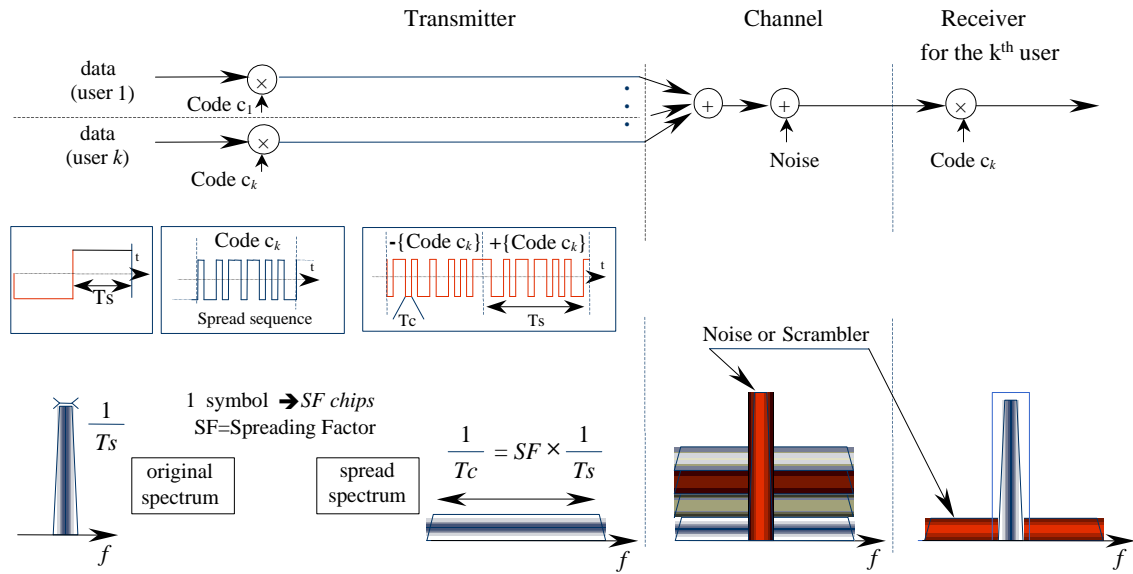 Transmitter
Channel
Receiver
for the kth user
data
(user 1)
×
Code c1
+
+
×
data
(user k)
×
Code ck
Noise
Code ck
t
Ts
Code ck
t
Spread sequence
-{Code ck} +{Code ck}
t
Tc
Ts
Noise or Scrambler
1
Ts
1 symbol ➔ SF chips
SF=Spreading Factor
original
spectrum
spread
spectrum
1/Tc = SF × 1/Ts
f
f
f
f